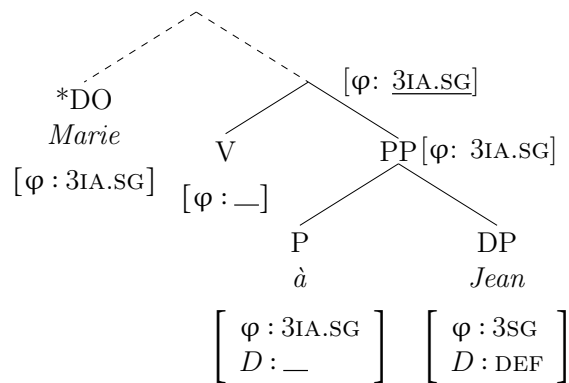 [φ: 3IA.SG]
*DO
Marie
[φ : 3IA.SG]
V
[φ : __]
PP [φ: 3IA.SG]
P
à
DP
Jean
φ : 3IA.SG
D : __
φ : 3SG
D : DEF